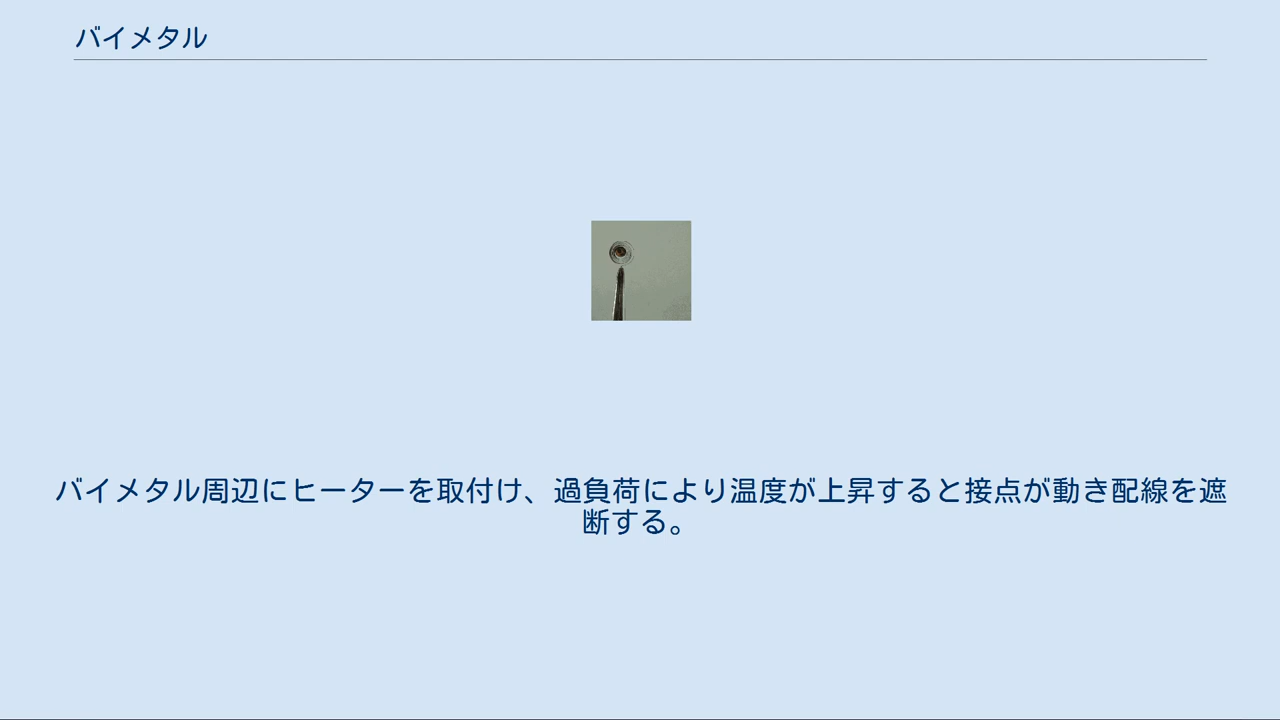 バイメタル
バイメタル周辺にヒーターを取付け、過負荷により温度が上昇すると接点が動き配線を遮
断する。